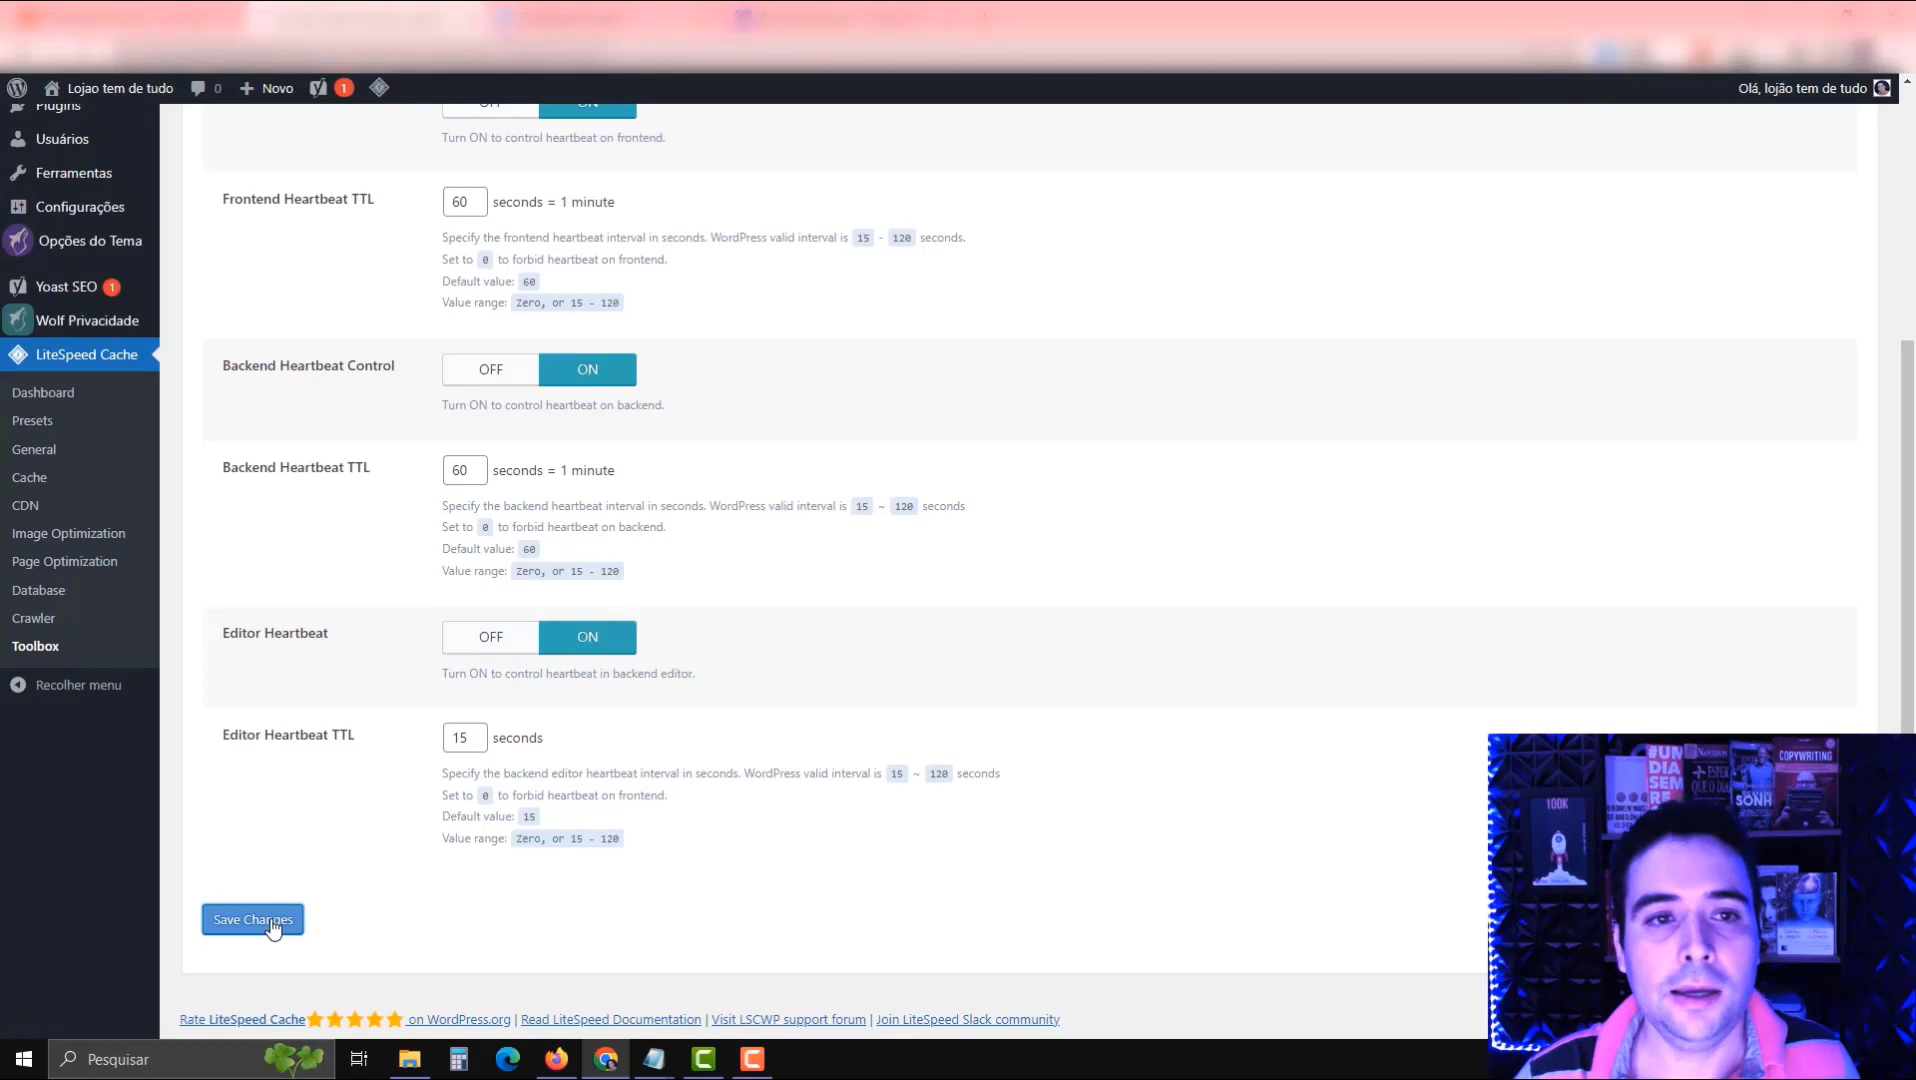 Lojao tem de tudo 0 Novo 1 Olá, lojão tem de tudo
Plugins
Usuários
Ferramentas
Configurações
Opções do Tema
Yoast SEO 1
Wolf Privacidade
LiteSpeed Cache
Dashboard
Presets
General
Cache
CDN
Image Optimization
Page Optimization
Database
Crawler
Toolbox
Recolher menu
OFF ON
Turn ON to control heartbeat on frontend.
Frontend Heartbeat TTL 60 seconds = 1 minute
Specify the frontend heartbeat interval in seconds. WordPress valid interval is 15 - 120 seconds.
Set to 0 to forbid heartbeat on frontend.
Default value: 60
Value range: Zero, or 15 - 120
Backend Heartbeat Control OFF ON
Turn ON to control heartbeat on backend.
Backend Heartbeat TTL 60 seconds = 1 minute
Specify the backend heartbeat interval in seconds. WordPress valid interval is 15 ~ 120 seconds
Set to 0 to forbid heartbeat on backend.
Default value: 60
Value range: Zero, or 15 - 120
Editor Heartbeat OFF ON
Turn ON to control heartbeat in backend editor.
Editor Heartbeat TTL 15 seconds
Specify the backend editor heartbeat interval in seconds. WordPress valid interval is 15 ~ 120 seconds
Set to 0 to forbid heartbeat on frontend.
Default value: 15
Value range: Zero, or 15 - 120
Save Changes
Rate LiteSpeed Cache on WordPress.org | Read LiteSpeed Documentation | Visit LSCWP support forum | Join LiteSpeed Slack community
#UM
DIA
SEM
RE
COPYWRITING
100K
Pesquisar